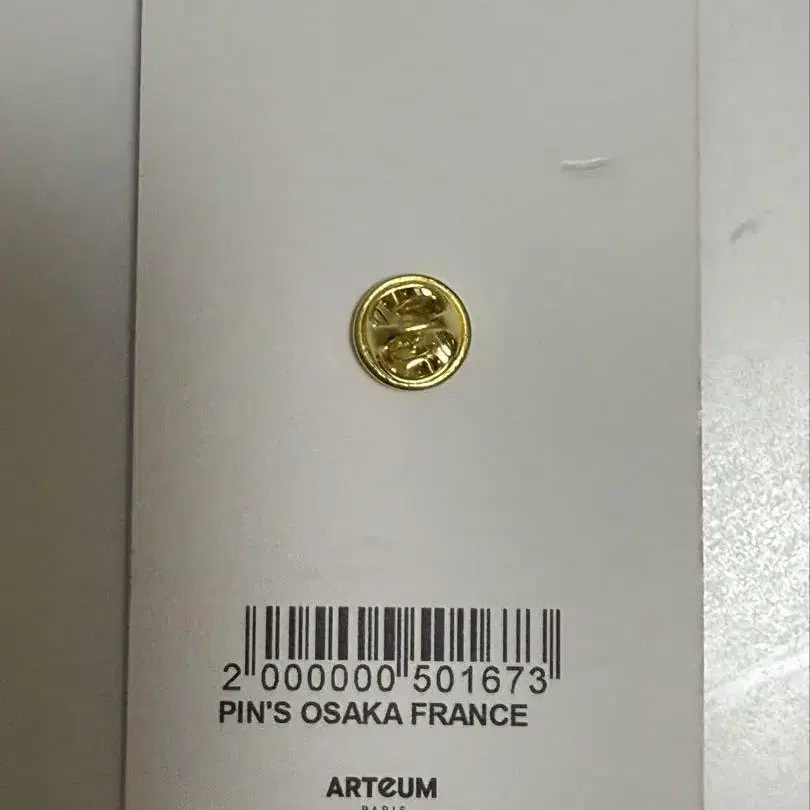 2 000000 501673
PIN'S OSAKA FRANCE
ARTeUM
PARIS